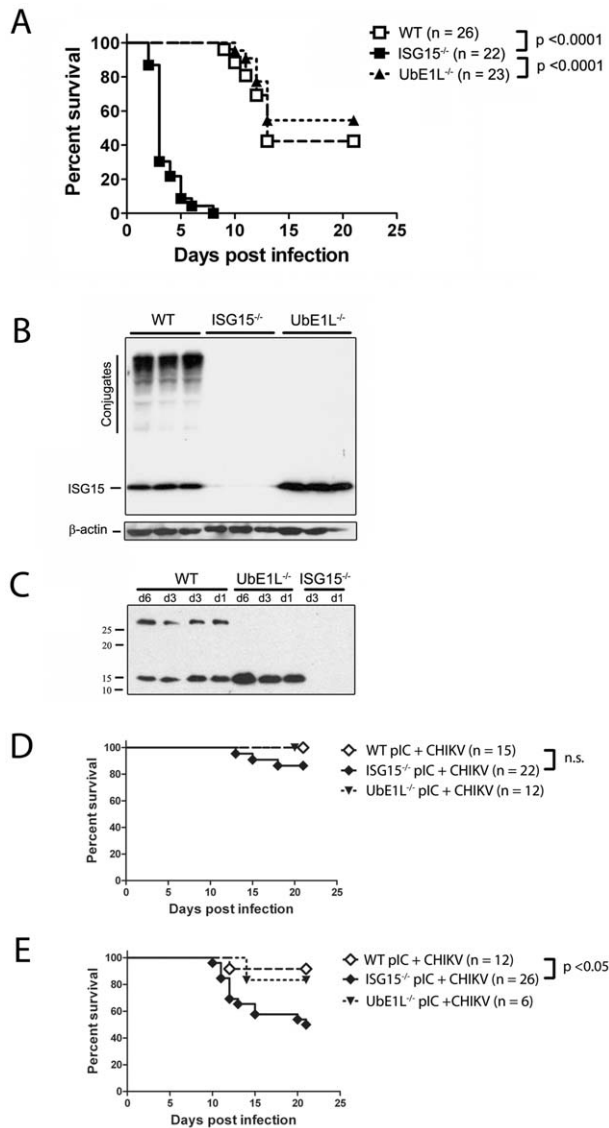 A
Percent survival
100
80
60
40
20
0
0 5 10 15 20 25
Days post infection
WT (n = 26)
ISG15-/- (n = 22)
UbE1L-/- (n = 23)
p <0.0001
p <0.0001
B
WT ISG15-/- UbE1L-/-
Conjugates
ISG15
β-actin
C
WT UbE1L-/- ISG15-/-
d6 d3 d3 d1 d6 d3 d1 d3 d1
25
20
15
10
D
Percent survival
100
80
60
40
20
0
0 5 10 15 20 25
Days post infection
WT pIC + CHIKV (n = 15)
ISG15-/- pIC + CHIKV (n = 22)
UbE1L-/- pIC + CHIKV (n = 12)
n.s.
E
Percent survival
100
80
60
40
20
0
0 5 10 15 20 25
Days post infection
WT pIC + CHIKV (n = 12)
ISG15-/- pIC + CHIKV (n = 26)
UbE1L-/- pIC +CHIKV (n = 6)
p <0.05